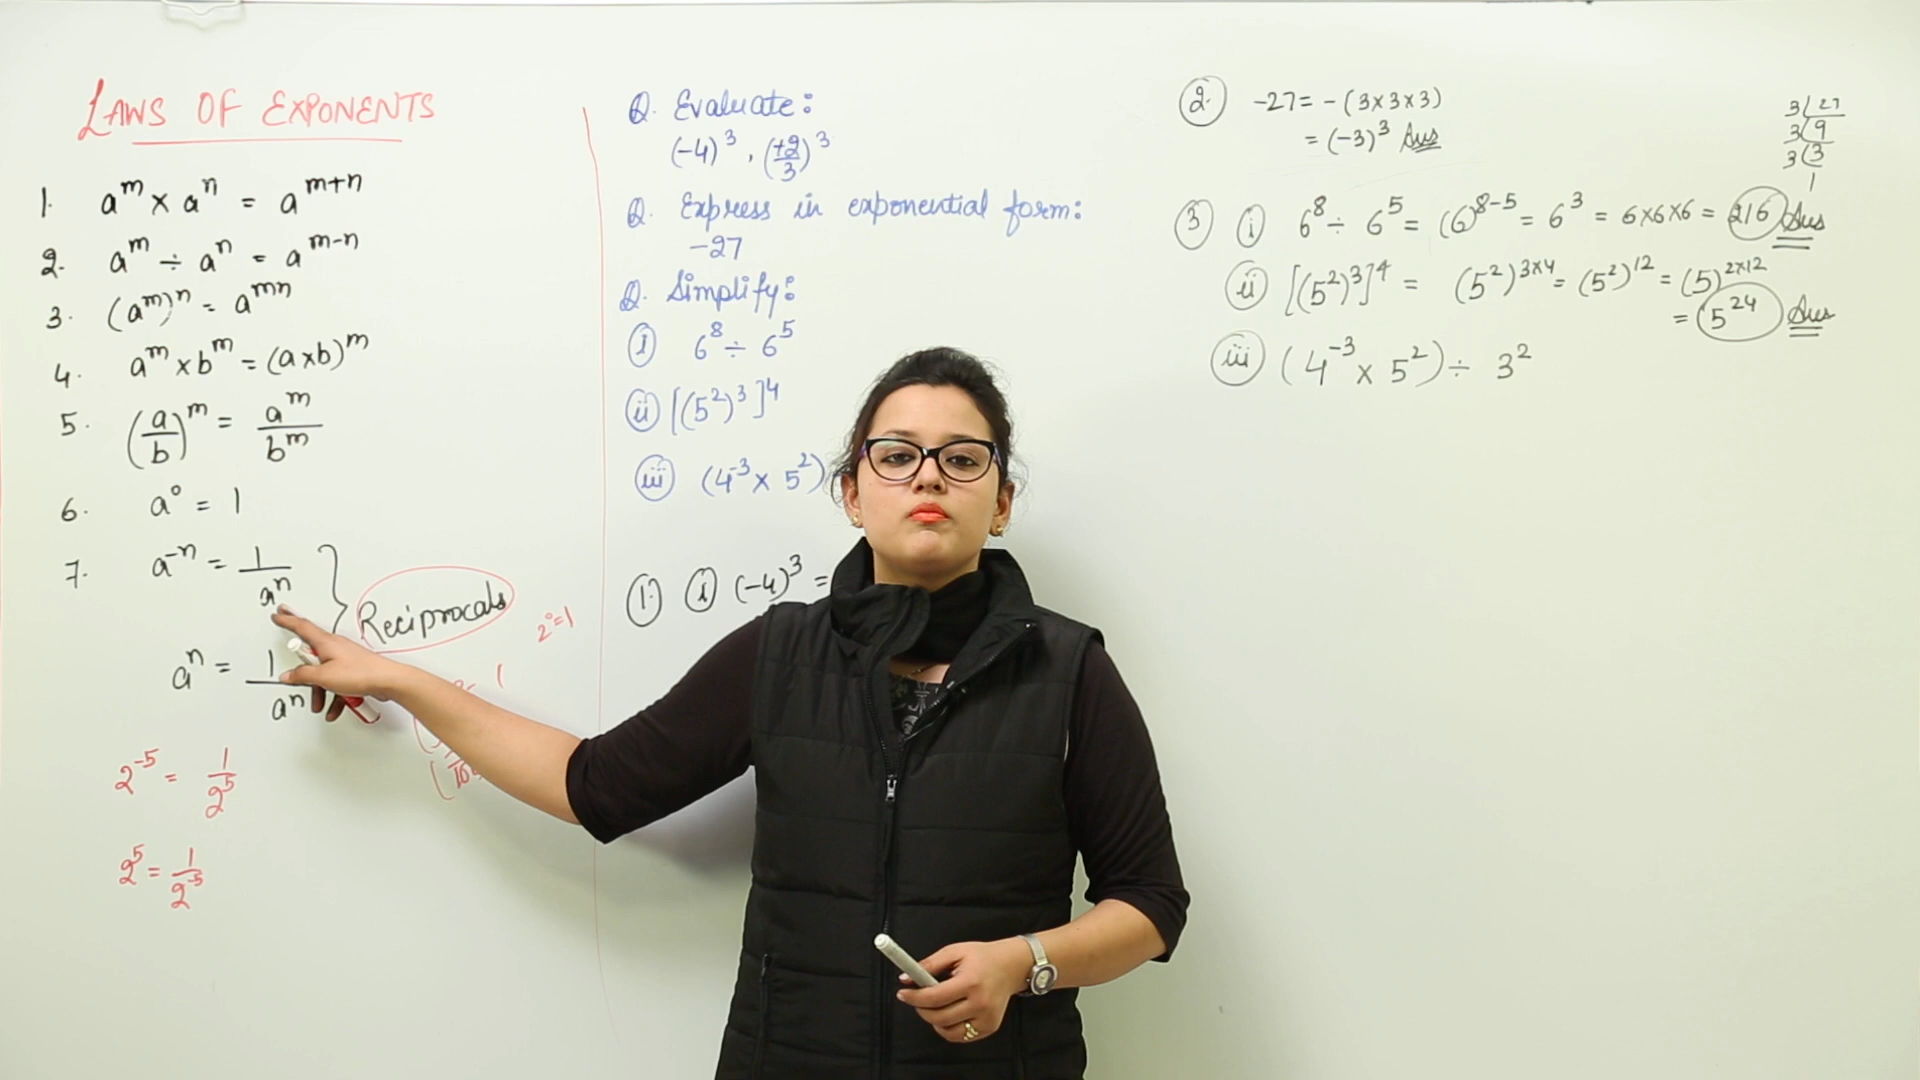 LAWS OF EXPONENTS
1. a^m × a^n = a^(m+n)
2. a^m ÷ a^n = a^(m-n)
3. (a^m)^n = a^(mn)
4. a^m × b^m = (a×b)^m
5. (a/b)^m = a^m/b^m
6. a° = 1
7. a^-n = 1/a^n
Reciprocals
a^n = 1/a^n
2° = 1
2^-5 = 1/2^5
2^5 = 1/2^-5
Q. Evaluate:
(-4)^3, (+2/3)^3
Q. Express in exponential form:
-27
Q. Simplify:
(i) 6^8 ÷ 6^5
(ii) [(5^2)^3]^4
(iii) (4^-3 × 5^2)
(1.) (i) (-4)^3 =
(2.) -27 = -(3×3×3)
= (-3)^3 Ans
3 | 27
3 | 9
3 | 3
1
(3) (i) 6^8 ÷ 6^5 = (6)^(8-5) = 6^3 = 6×6×6 = 216 Ans
(ii) [(5^2)^3]^4 = (5^2)^(3×4) = (5^2)^12 = (5)^(2×12)
= 5^24 Ans
(iii) (4^-3 × 5^2) ÷ 3^2